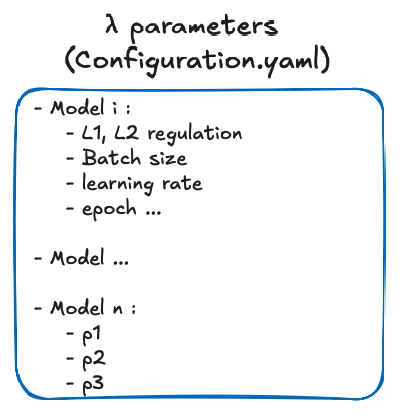 λ parameters
(Configuration.yaml)
- Model i :
- L1, L2 regulation
- Batch size
- learning rate
- epoch ...
- Model ...
- Model n :
- p1
- p2
- p3